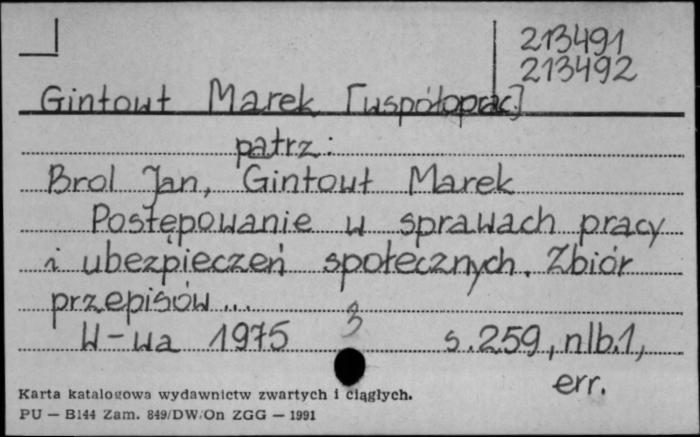 213491
213492
Gintowt Marek [współoprac.]
patrz:
Brol Jan, Gintowt Marek
Postępowanie w sprawach pracy
i ubezpieczeń społecznych. Zbiór
przepisów...
W-wa 1975 s.259, nlb.1,
err.
Karta katalogowa wydawnictw zwartych i ciągłych.
PU — B144 Zam. 849/DW/On ZGG — 1991